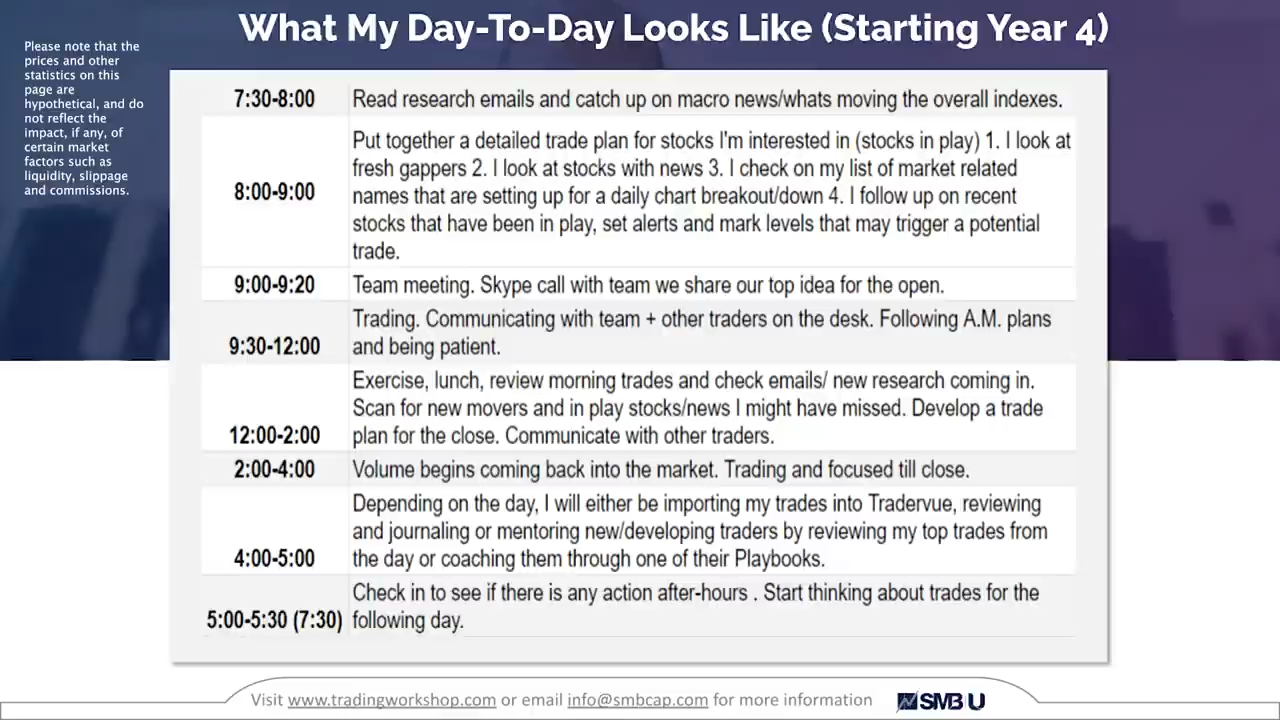 What My Day-To-Day Looks Like (Starting Year 4)
Please note that the
prices and other
statistics on this
page are
hypothetical, and do
not reflect the
impact, if any, of
certain market
factors such as
liquidity, slippage
and commissions.
7:30-8:00
Read research emails and catch up on macro news/whats moving the overall indexes.
8:00-9:00
Put together a detailed trade plan for stocks I'm interested in (stocks in play) 1. I look at
fresh gappers 2. I look at stocks with news 3. I check on my list of market related
names that are setting up for a daily chart breakout/down 4. I follow up on recent
stocks that have been in play, set alerts and mark levels that may trigger a potential
trade.
9:00-9:20
Team meeting. Skype call with team we share our top idea for the open.
9:30-12:00
Trading. Communicating with team + other traders on the desk. Following A.M. plans
and being patient.
12:00-2:00
Exercise, lunch, review morning trades and check emails/ new research coming in.
Scan for new movers and in play stocks/news I might have missed. Develop a trade
plan for the close. Communicate with other traders.
2:00-4:00
Volume begins coming back into the market. Trading and focused till close.
4:00-5:00
Depending on the day, I will either be importing my trades into Tradervue, reviewing
and journaling or mentoring new/developing traders by reviewing my top trades from
the day or coaching them through one of their Playbooks.
5:00-5:30 (7:30)
Check in to see if there is any action after-hours . Start thinking about trades for the
following day.
Visit www.tradingworkshop.com or email info@smbcap.com for more information
SMB U